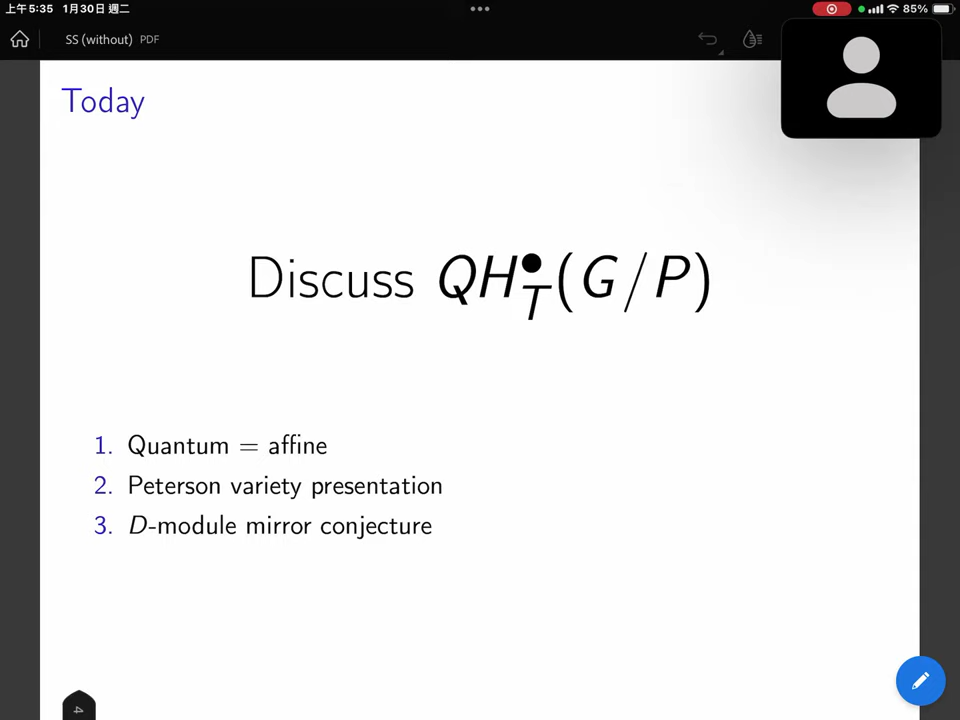 上午5:35 1月30日 週二
85%
SS (without) PDF
Today
Discuss QH^•_T(G/P)
1. Quantum = affine
2. Peterson variety presentation
3. D-module mirror conjecture
4